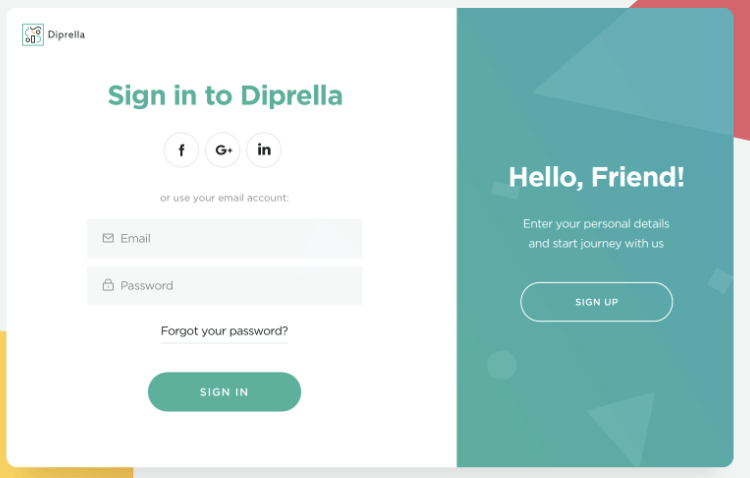 Diprella
Sign in to Diprella
f
G+
in
or use your email account:
Email
Password
Forgot your password?
SIGN IN
Hello, Friend!
Enter your personal details
and start journey with us
SIGN UP